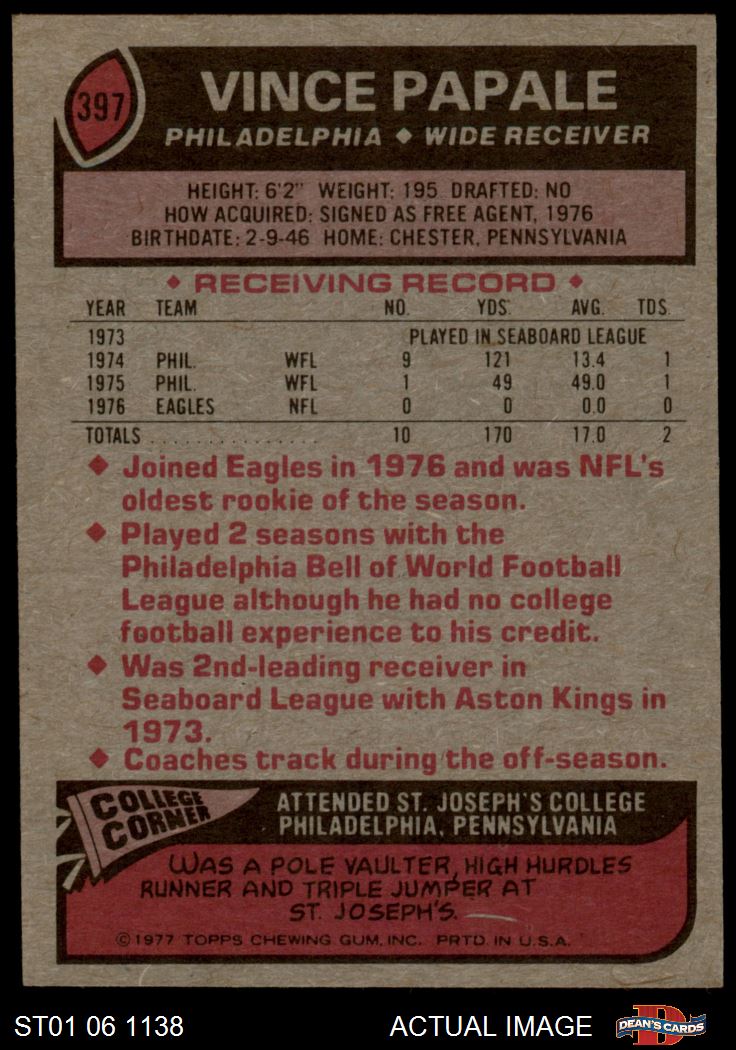 397
VINCE PAPALE
PHILADELPHIA ◆ WIDE RECEIVER
HEIGHT: 6'2" WEIGHT: 195 DRAFTED: NO
HOW ACQUIRED: SIGNED AS FREE AGENT, 1976
BIRTHDATE: 2-9-46 HOME: CHESTER, PENNSYLVANIA
◆ RECEIVING RECORD ◆
YEAR TEAM NO. YDS. AVG. TDS.
1973 PLAYED IN SEABOARD LEAGUE
1974 PHIL. WFL 9 121 13.4 1
1975 PHIL. WFL 1 49 49.0 1
1976 EAGLES NFL 0 0 0.0 0
TOTALS . . . . . . . . . . . . . . . . 10 170 17.0 2
◆ Joined Eagles in 1976 and was NFL's
oldest rookie of the season.
◆ Played 2 seasons with the
Philadelphia Bell of World Football
League although he had no college
football experience to his credit.
◆ Was 2nd-leading receiver in
Seaboard League with Aston Kings in
1973.
◆ Coaches track during the off-season.
COLLEGE
CORNER
ATTENDED ST. JOSEPH'S COLLEGE
PHILADELPHIA, PENNSYLVANIA
WAS A POLE VAULTER, HIGH HURDLES
RUNNER AND TRIPLE JUMPER AT
ST. JOSEPH'S.
©1977 TOPPS CHEWING GUM, INC. PRTD. IN U.S.A.
ST01 06 1138 ACTUAL IMAGE
D
DEAN'S CARDS